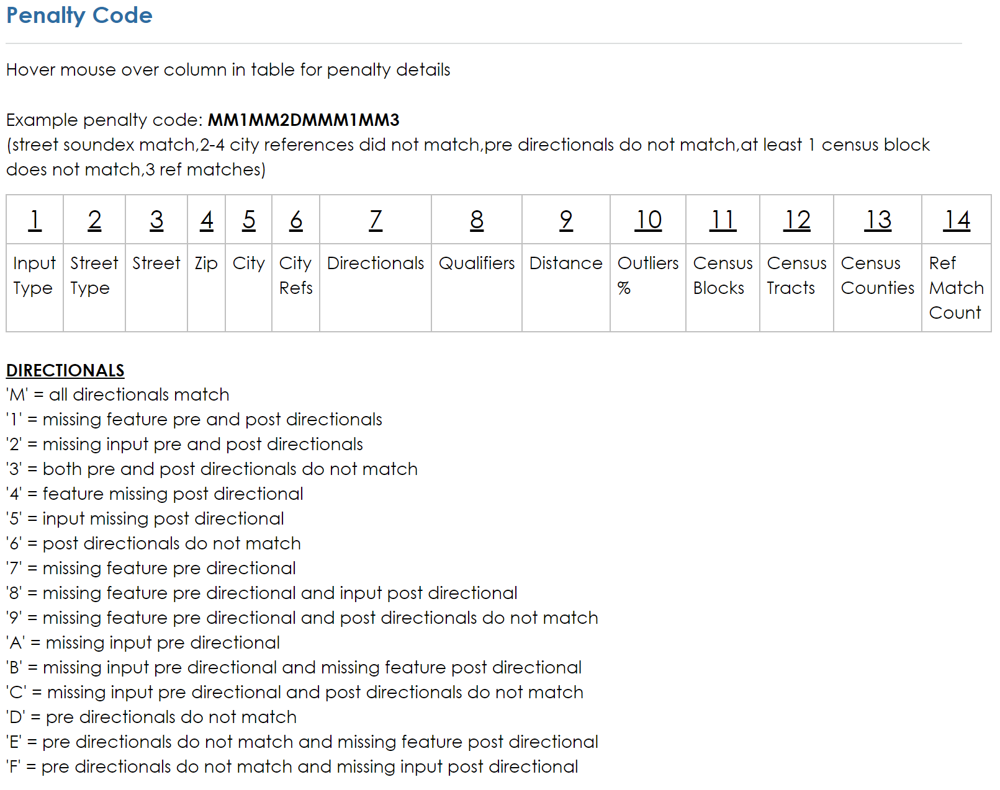 Penalty Code
Hover mouse over column in table for penalty details
Example penalty code: MM1MM2DMMM1MM3
(street soundex match,2-4 city references did not match,pre directionals do not match,at least 1 census block
does not match,3 ref matches)
1 2 3 4 5 6 7 8 9 10 11 12 13 14
Input Street Street Zip City City Directionals Qualifiers Distance Outliers Census Census Census Ref
Type Type Refs % Blocks Tracts Counties Match
Count
DIRECTIONALS
'M' = all directionals match
'1' = missing feature pre and post directionals
'2' = missing input pre and post directionals
'3' = both pre and post directionals do not match
'4' = feature missing post directional
'5' = input missing post directional
'6' = post directionals do not match
'7' = missing feature pre directional
'8' = missing feature pre directional and input post directional
'9' = missing feature pre directional and post directionals do not match
'A' = missing input pre directional
'B' = missing input pre directional and missing feature post directional
'C' = missing input pre directional and post directionals do not match
'D' = pre directionals do not match
'E' = pre directionals do not match and missing feature post directional
'F' = pre directionals do not match and missing input post directional